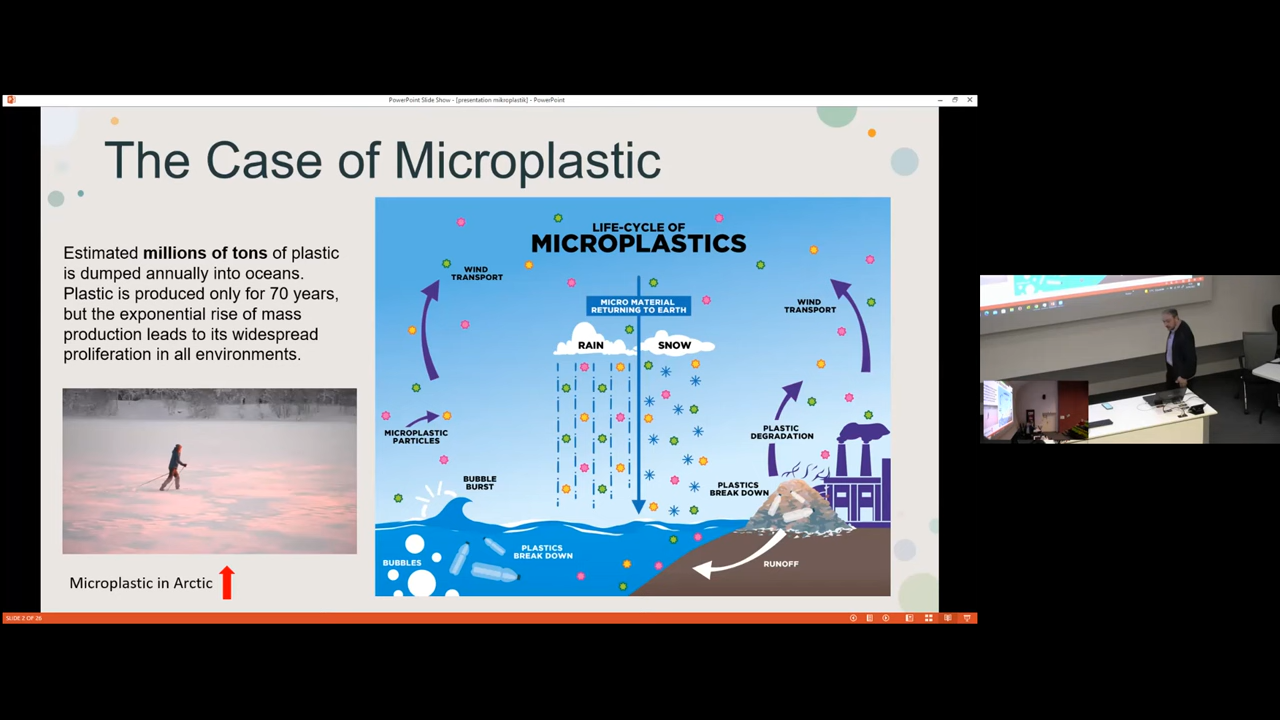 PowerPoint Slide Show - [presentation mikroplastik] - PowerPoint
The Case of Microplastic
Estimated millions of tons of plastic
is dumped annually into oceans.
Plastic is produced only for 70 years,
but the exponential rise of mass
production leads to its widespread
proliferation in all environments.
Microplastic in Arctic
LIFE-CYCLE OF
MICROPLASTICS
WIND
TRANSPORT
MICRO MATERIAL
RETURNING TO EARTH
WIND
TRANSPORT
RAIN
SNOW
MICROPLASTIC
PARTICLES
PLASTIC
DEGRADATION
BUBBLE
BURST
PLASTICS
BREAK DOWN
PLASTICS
BREAK DOWN
BUBBLES
RUNOFF
SLIDE 2 OF 26